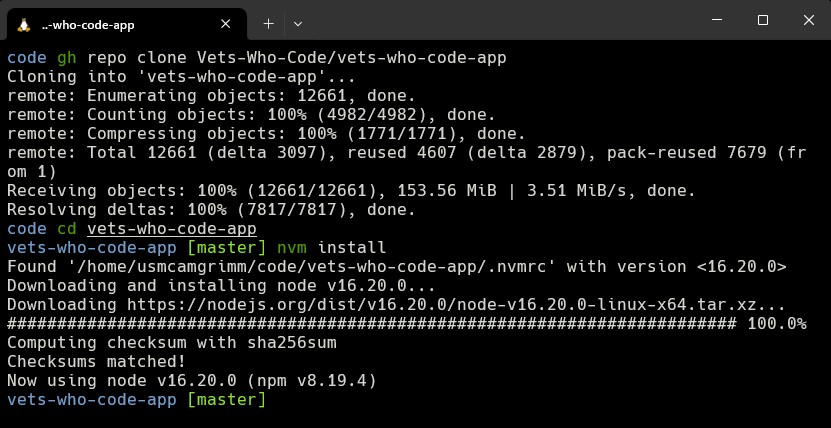 ..-who-code-app
code gh repo clone Vets-Who-Code/vets-who-code-app
Cloning into 'vets-who-code-app'...
remote: Enumerating objects: 12661, done.
remote: Counting objects: 100% (4982/4982), done.
remote: Compressing objects: 100% (1771/1771), done.
remote: Total 12661 (delta 3097), reused 4607 (delta 2879), pack-reused 7679 (fr
om 1)
Receiving objects: 100% (12661/12661), 153.56 MiB | 3.51 MiB/s, done.
Resolving deltas: 100% (7817/7817), done.
code cd vets-who-code-app
vets-who-code-app [master] nvm install
Found '/home/usmcamgrimm/code/vets-who-code-app/.nvmrc' with version <16.20.0>
Downloading and installing node v16.20.0...
Downloading https://nodejs.org/dist/v16.20.0/node-v16.20.0-linux-x64.tar.xz...
######################################################################### 100.0%
Computing checksum with sha256sum
Checksums matched!
Now using node v16.20.0 (npm v8.19.4)
vets-who-code-app [master]